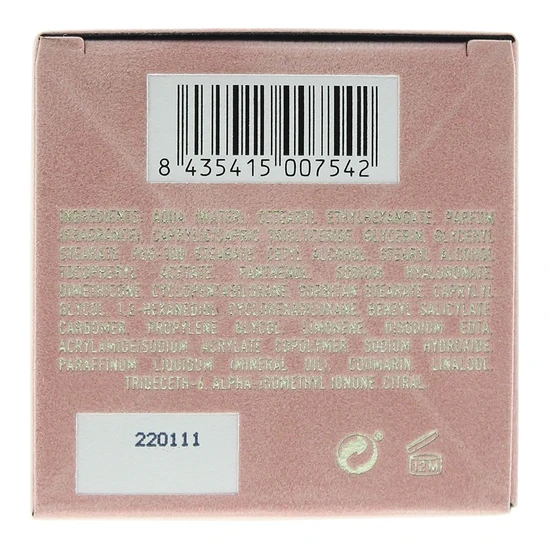 8 435415 007542
INGREDIENTS: AQUA (WATER), CETEARYL ETHYLHEXANOATE, PARFUM
(FRAGRANCE), CAPRYLIC/CAPRIC TRIGLYCERIDE, GLYCERIN, GLYCERYL
STEARATE, PEG-100 STEARATE, CETYL ALCOHOL, STEARYL ALCOHOL,
TOCOPHERYL ACETATE, PANTHENOL, SODIUM HYALURONATE,
DIMETHICONE, CYCLOPENTASILOXANE, SORBITAN STEARATE, CAPRYLYL
GLYCOL, 1,2-HEXANEDIOL, CYCLOHEXASILOXANE, BENZYL SALICYLATE,
CARBOMER, PROPYLENE GLYCOL, LIMONENE, DISODIUM EDTA,
ACRYLAMIDE/SODIUM ACRYLATE COPOLYMER, SODIUM HYDROXIDE,
PARAFFINUM LIQUIDUM (MINERAL OIL), COUMARIN, LINALOOL,
TRIDECETH-6, ALPHA-ISOMETHYL IONONE, CITRAL.
220111
12M